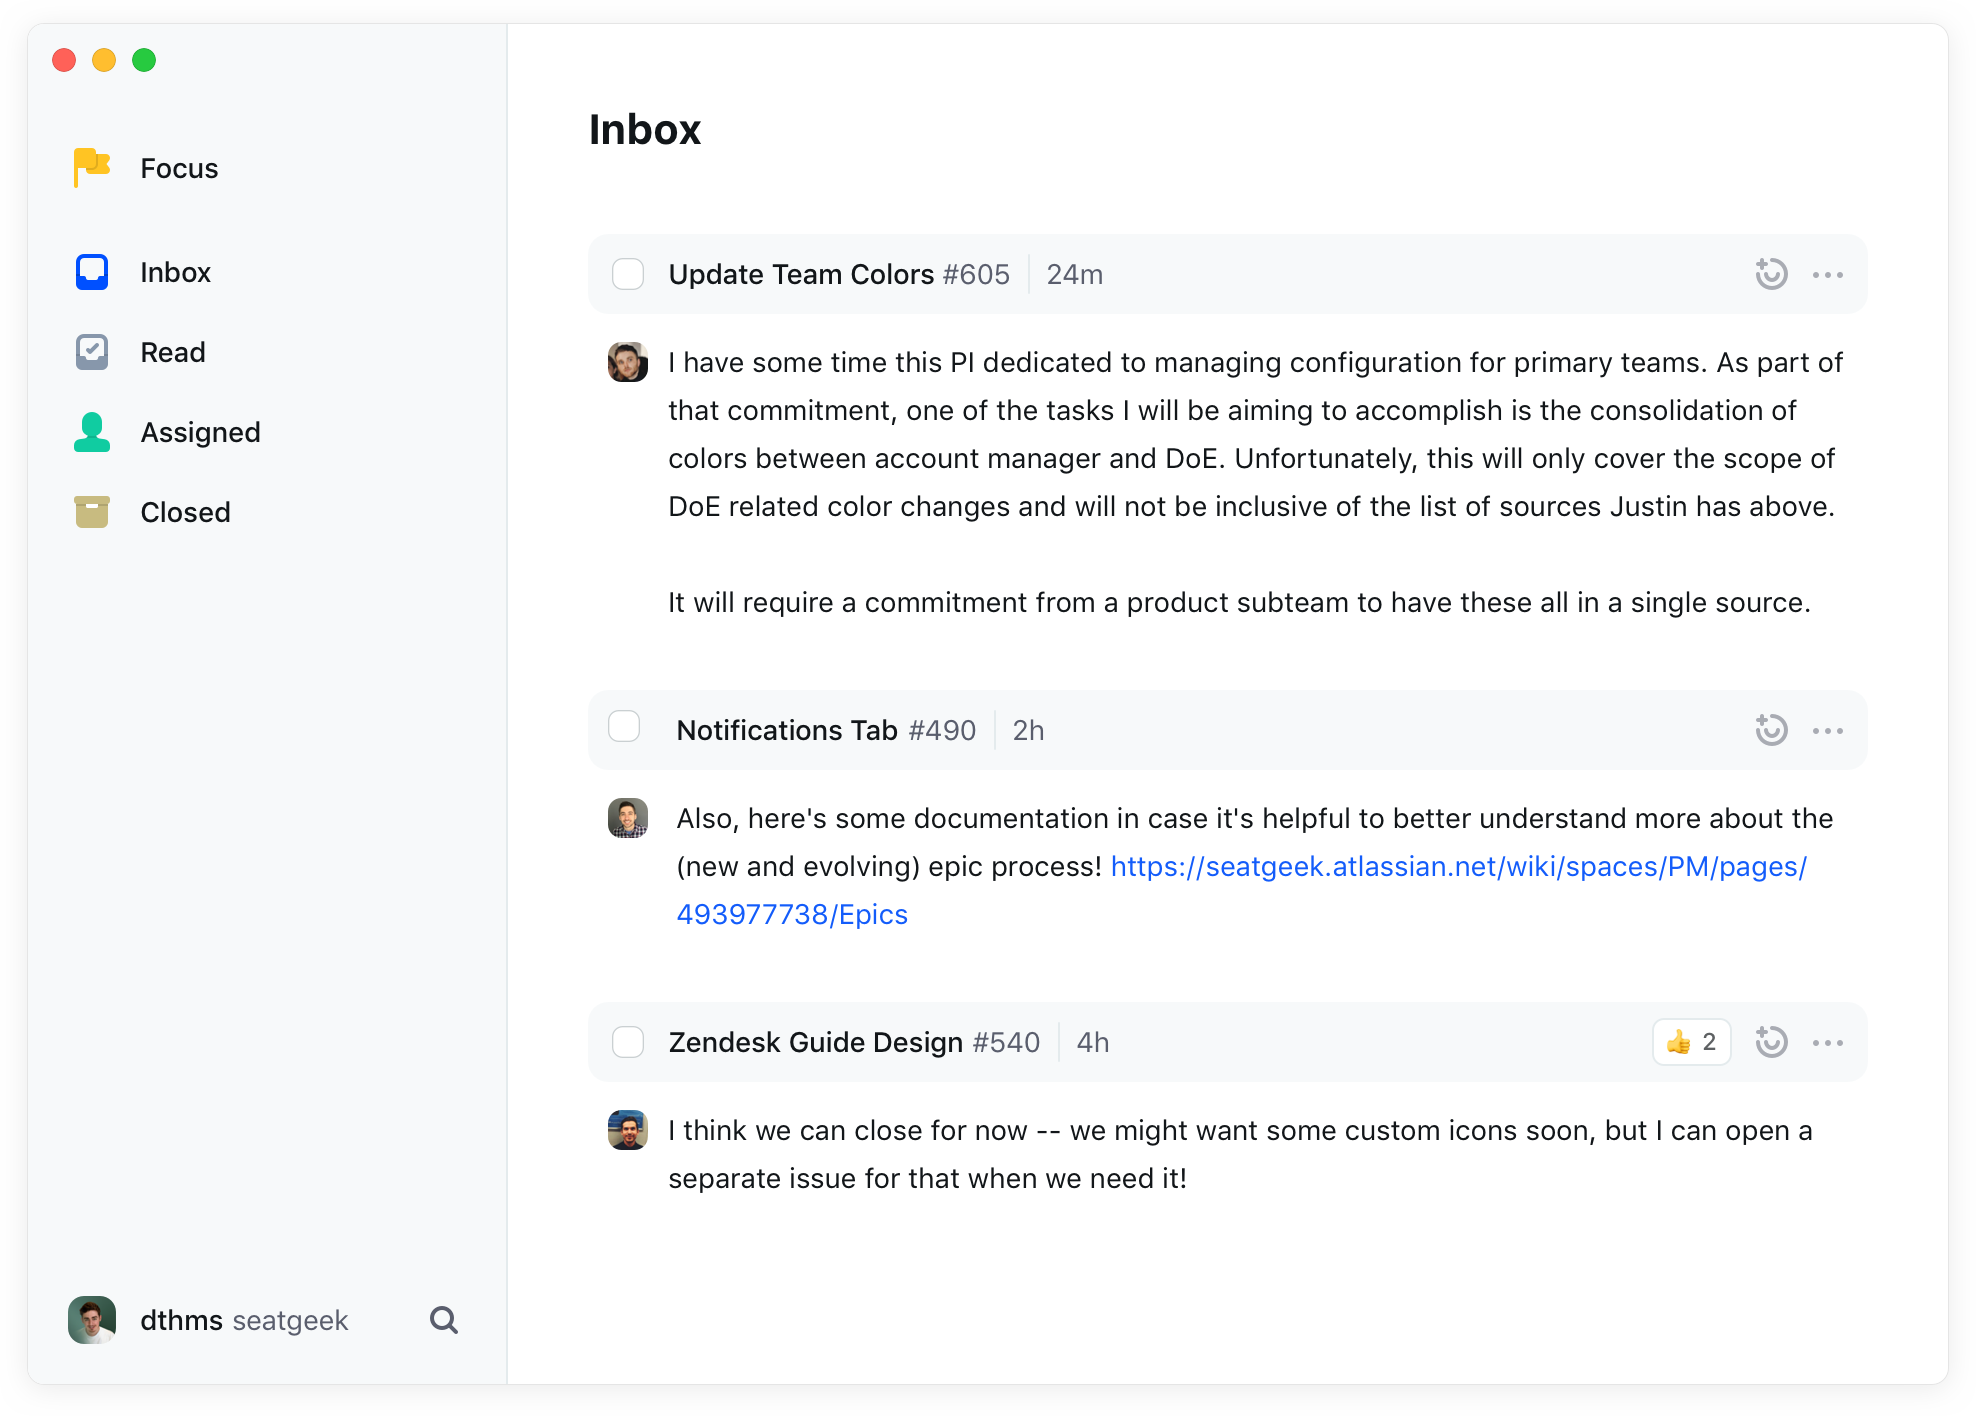 Focus
Inbox
Read
Assigned
Closed
dthms seatgeek
Inbox
Update Team Colors #605 24m
I have some time this PI dedicated to managing configuration for primary teams. As part of
that commitment, one of the tasks I will be aiming to accomplish is the consolidation of
colors between account manager and DoE. Unfortunately, this will only cover the scope of
DoE related color changes and will not be inclusive of the list of sources Justin has above.
It will require a commitment from a product subteam to have these all in a single source.
Notifications Tab #490 2h
Also, here's some documentation in case it's helpful to better understand more about the
(new and evolving) epic process! https://seatgeek.atlassian.net/wiki/spaces/PM/pages/
493977738/Epics
Zendesk Guide Design #540 4h 👍 2
I think we can close for now -- we might want some custom icons soon, but I can open a
separate issue for that when we need it!